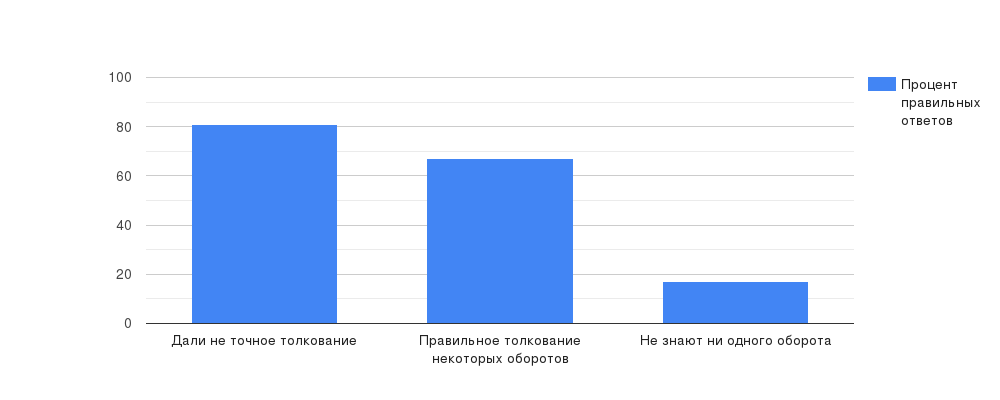 100
80
60
40
20
0
Дали не точное толкование
Правильное толкование
некоторых оборотов
Не знают ни одного оборота
Процент
правильных
ответов